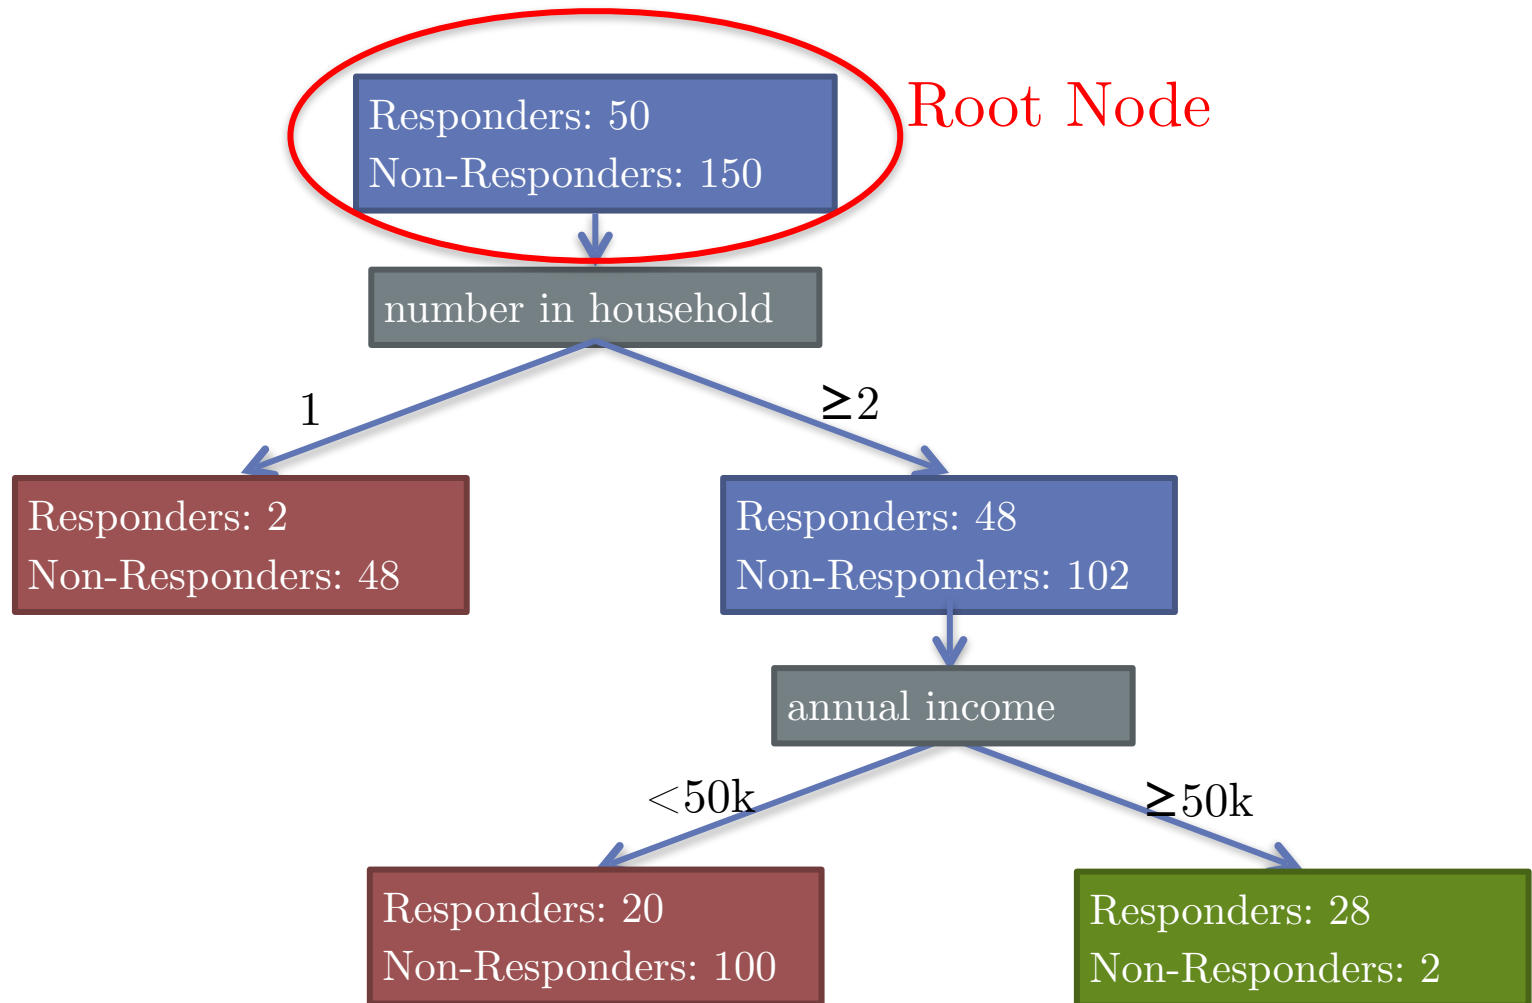 Responders: 50
Non-Responders: 150
Root Node
number in household
1
≥2
Responders: 2
Non-Responders: 48
Responders: 48
Non-Responders: 102
annual income
<50k
≥50k
Responders: 20
Non-Responders: 100
Responders: 28
Non-Responders: 2